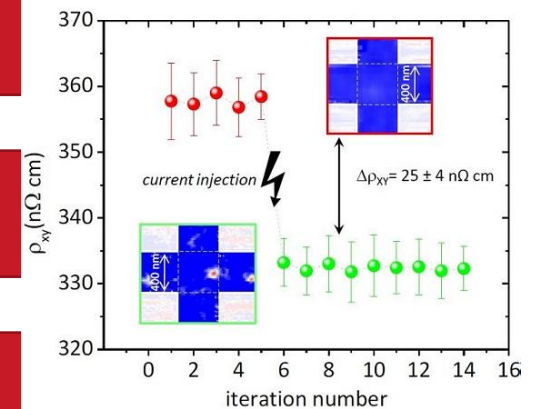 370
360
350
340
330
320
ρxy(nΩ cm)
400 nm
current injection
ΔρXY= 25 ± 4 nΩ cm
400 nm
0 2 4 6 8 10 12 14 16
iteration number